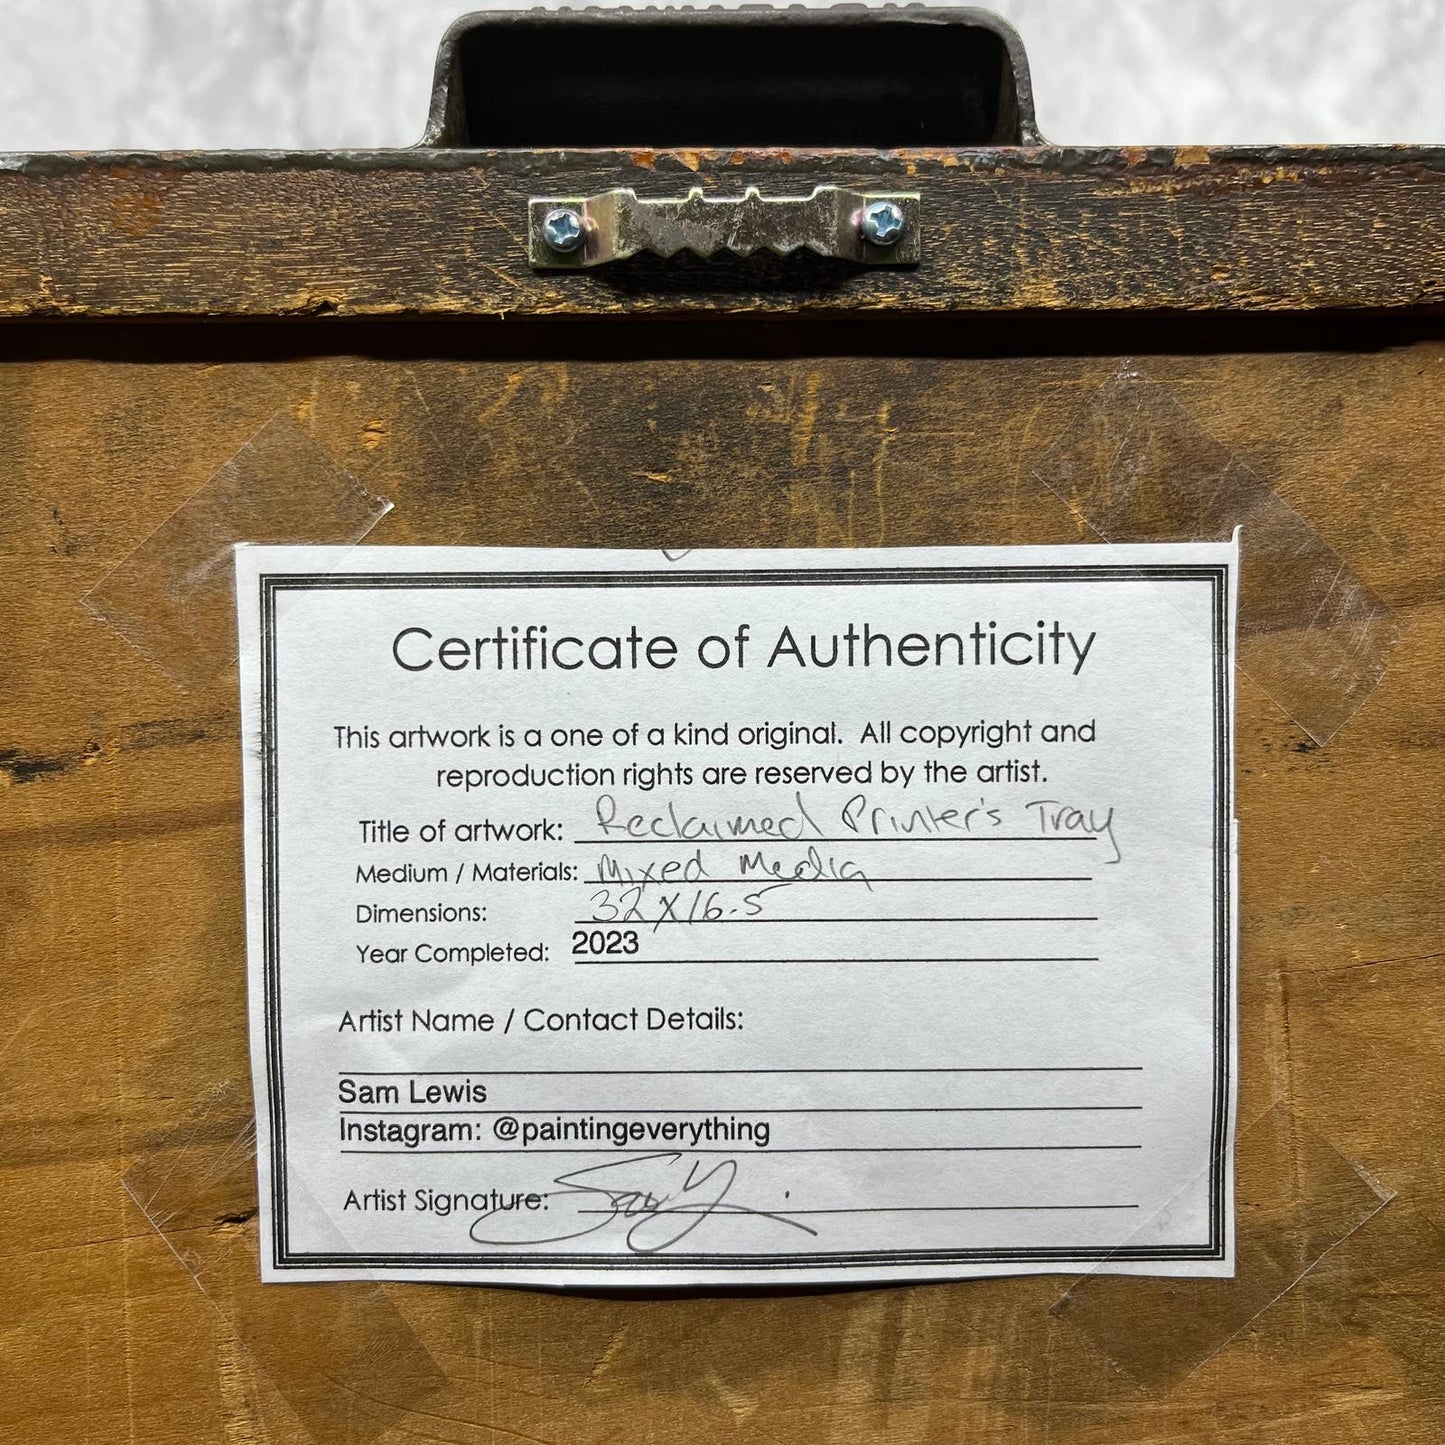 Certificate of Authenticity
This artwork is a one of a kind original. All copyright and
reproduction rights are reserved by the artist.
Title of artwork: Reclaimed Printer's Tray
Medium / Materials: Mixed Media
Dimensions: 32 x 16.5
Year Completed: 2023
Artist Name / Contact Details:
Sam Lewis
Instagram: @paintingeverything
Artist Signature: